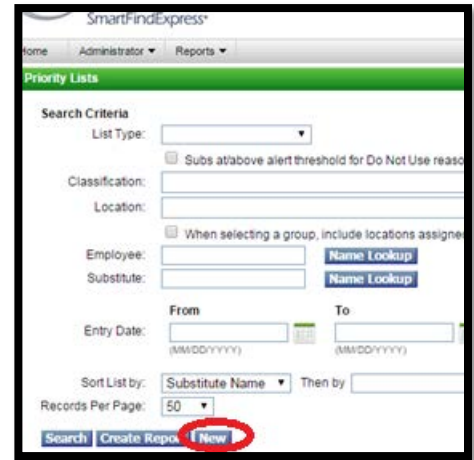 SmartFindExpress
Home Administrator ▼ Reports ▼
Priority Lists
Search Criteria
List Type:
Subs at/above alert threshold for Do Not Use reaso
Classification:
Location:
When selecting a group, include locations assigne
Employee: Name Lookup
Substitute: Name Lookup
From To
Entry Date:
(MM/DD/YYYY) (MM/DD/YYYY)
Sort List by: Substitute Name ▼ Then by
Records Per Page: 50 ▼
Search Create Report New